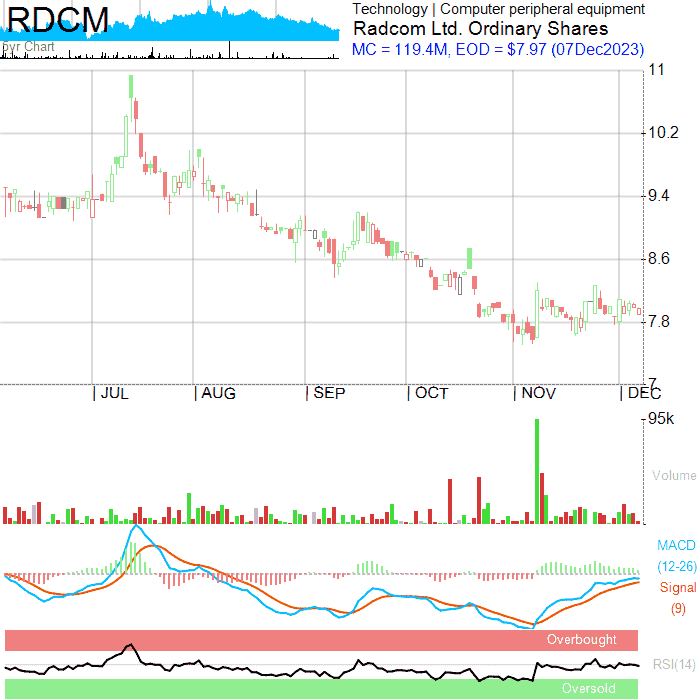 RDCM
5yr Chart
Technology | Computer peripheral equipment
Radcom Ltd. Ordinary Shares
MC = 119.4M, EOD = $7.97 (07Dec2023)
11
10.2
9.4
8.6
7.8
7
JUL AUG SEP OCT NOV DEC
95k
Volume
MACD
(12-26)
Signal
(9)
Overbought
RSI(14)
Oversold